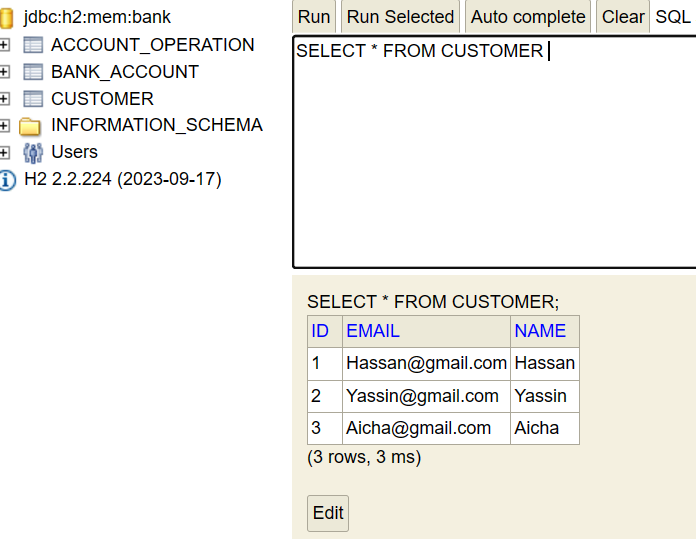 jdbc:h2:mem:bank
ACCOUNT_OPERATION
BANK_ACCOUNT
CUSTOMER
INFORMATION_SCHEMA
Users
H2 2.2.224 (2023-09-17)
Run Run Selected Auto complete Clear SQL
SELECT * FROM CUSTOMER
SELECT * FROM CUSTOMER;
ID EMAIL NAME
1 Hassan@gmail.com Hassan
2 Yassin@gmail.com Yassin
3 Aicha@gmail.com Aicha
(3 rows, 3 ms)
Edit